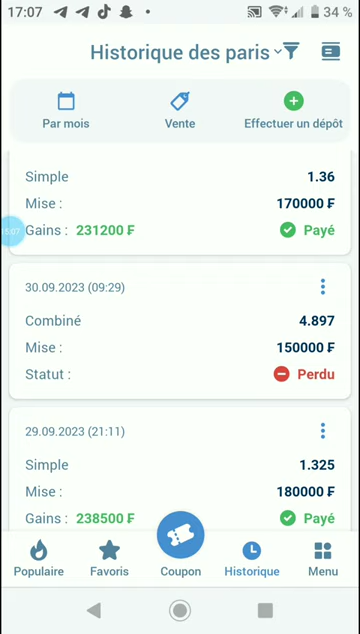 17:07 34 %
Historique des paris
Par mois Vente Effectuer un dépôt
Simple 1.36
Mise : 170000 ₣
Gains : 231200 ₣ Payé
15:07
30.09.2023 (09:29)
Combiné 4.897
Mise : 150000 ₣
Statut : Perdu
29.09.2023 (21:11)
Simple 1.325
Mise : 180000 ₣
Gains : 238500 ₣ Payé
Populaire Favoris Coupon Historique Menu